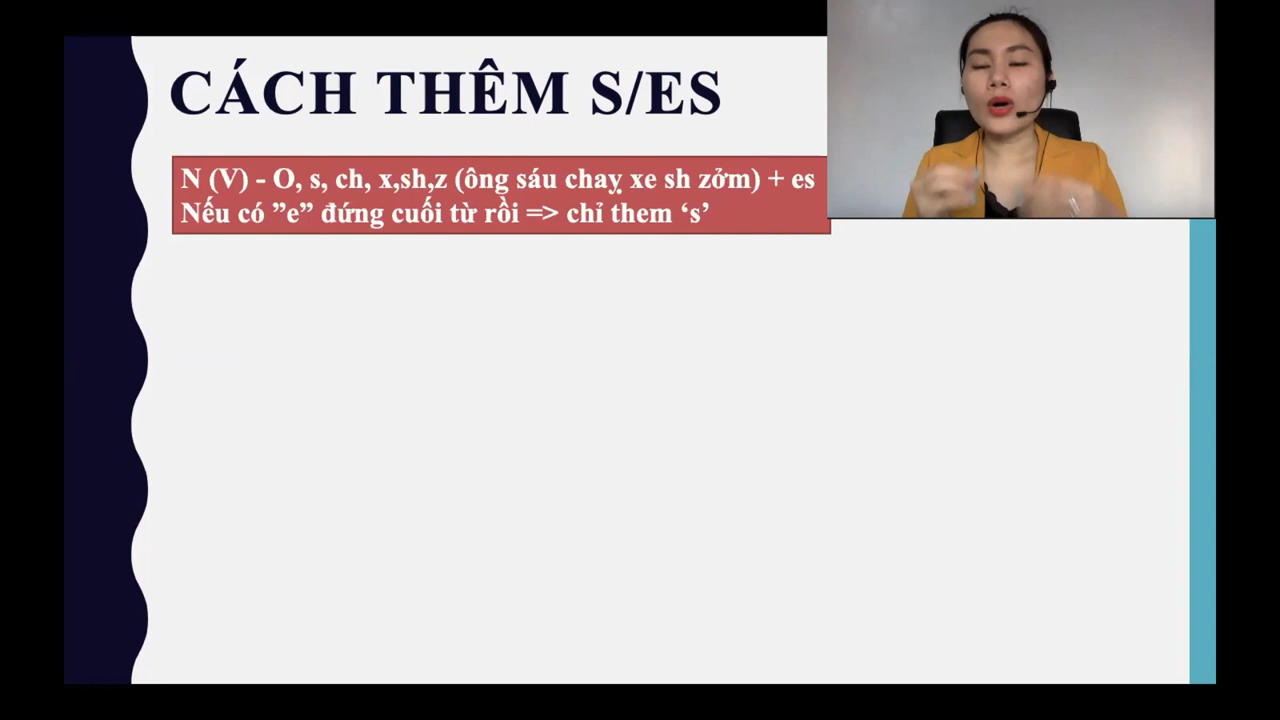 CÁCH THÊM S/ES
N (V) - O, s, ch, x,sh,z (ông sáu chaỵ xe sh zởm) + es
Nếu có ”e” đứng cuối từ rồi => chỉ them ‘s’